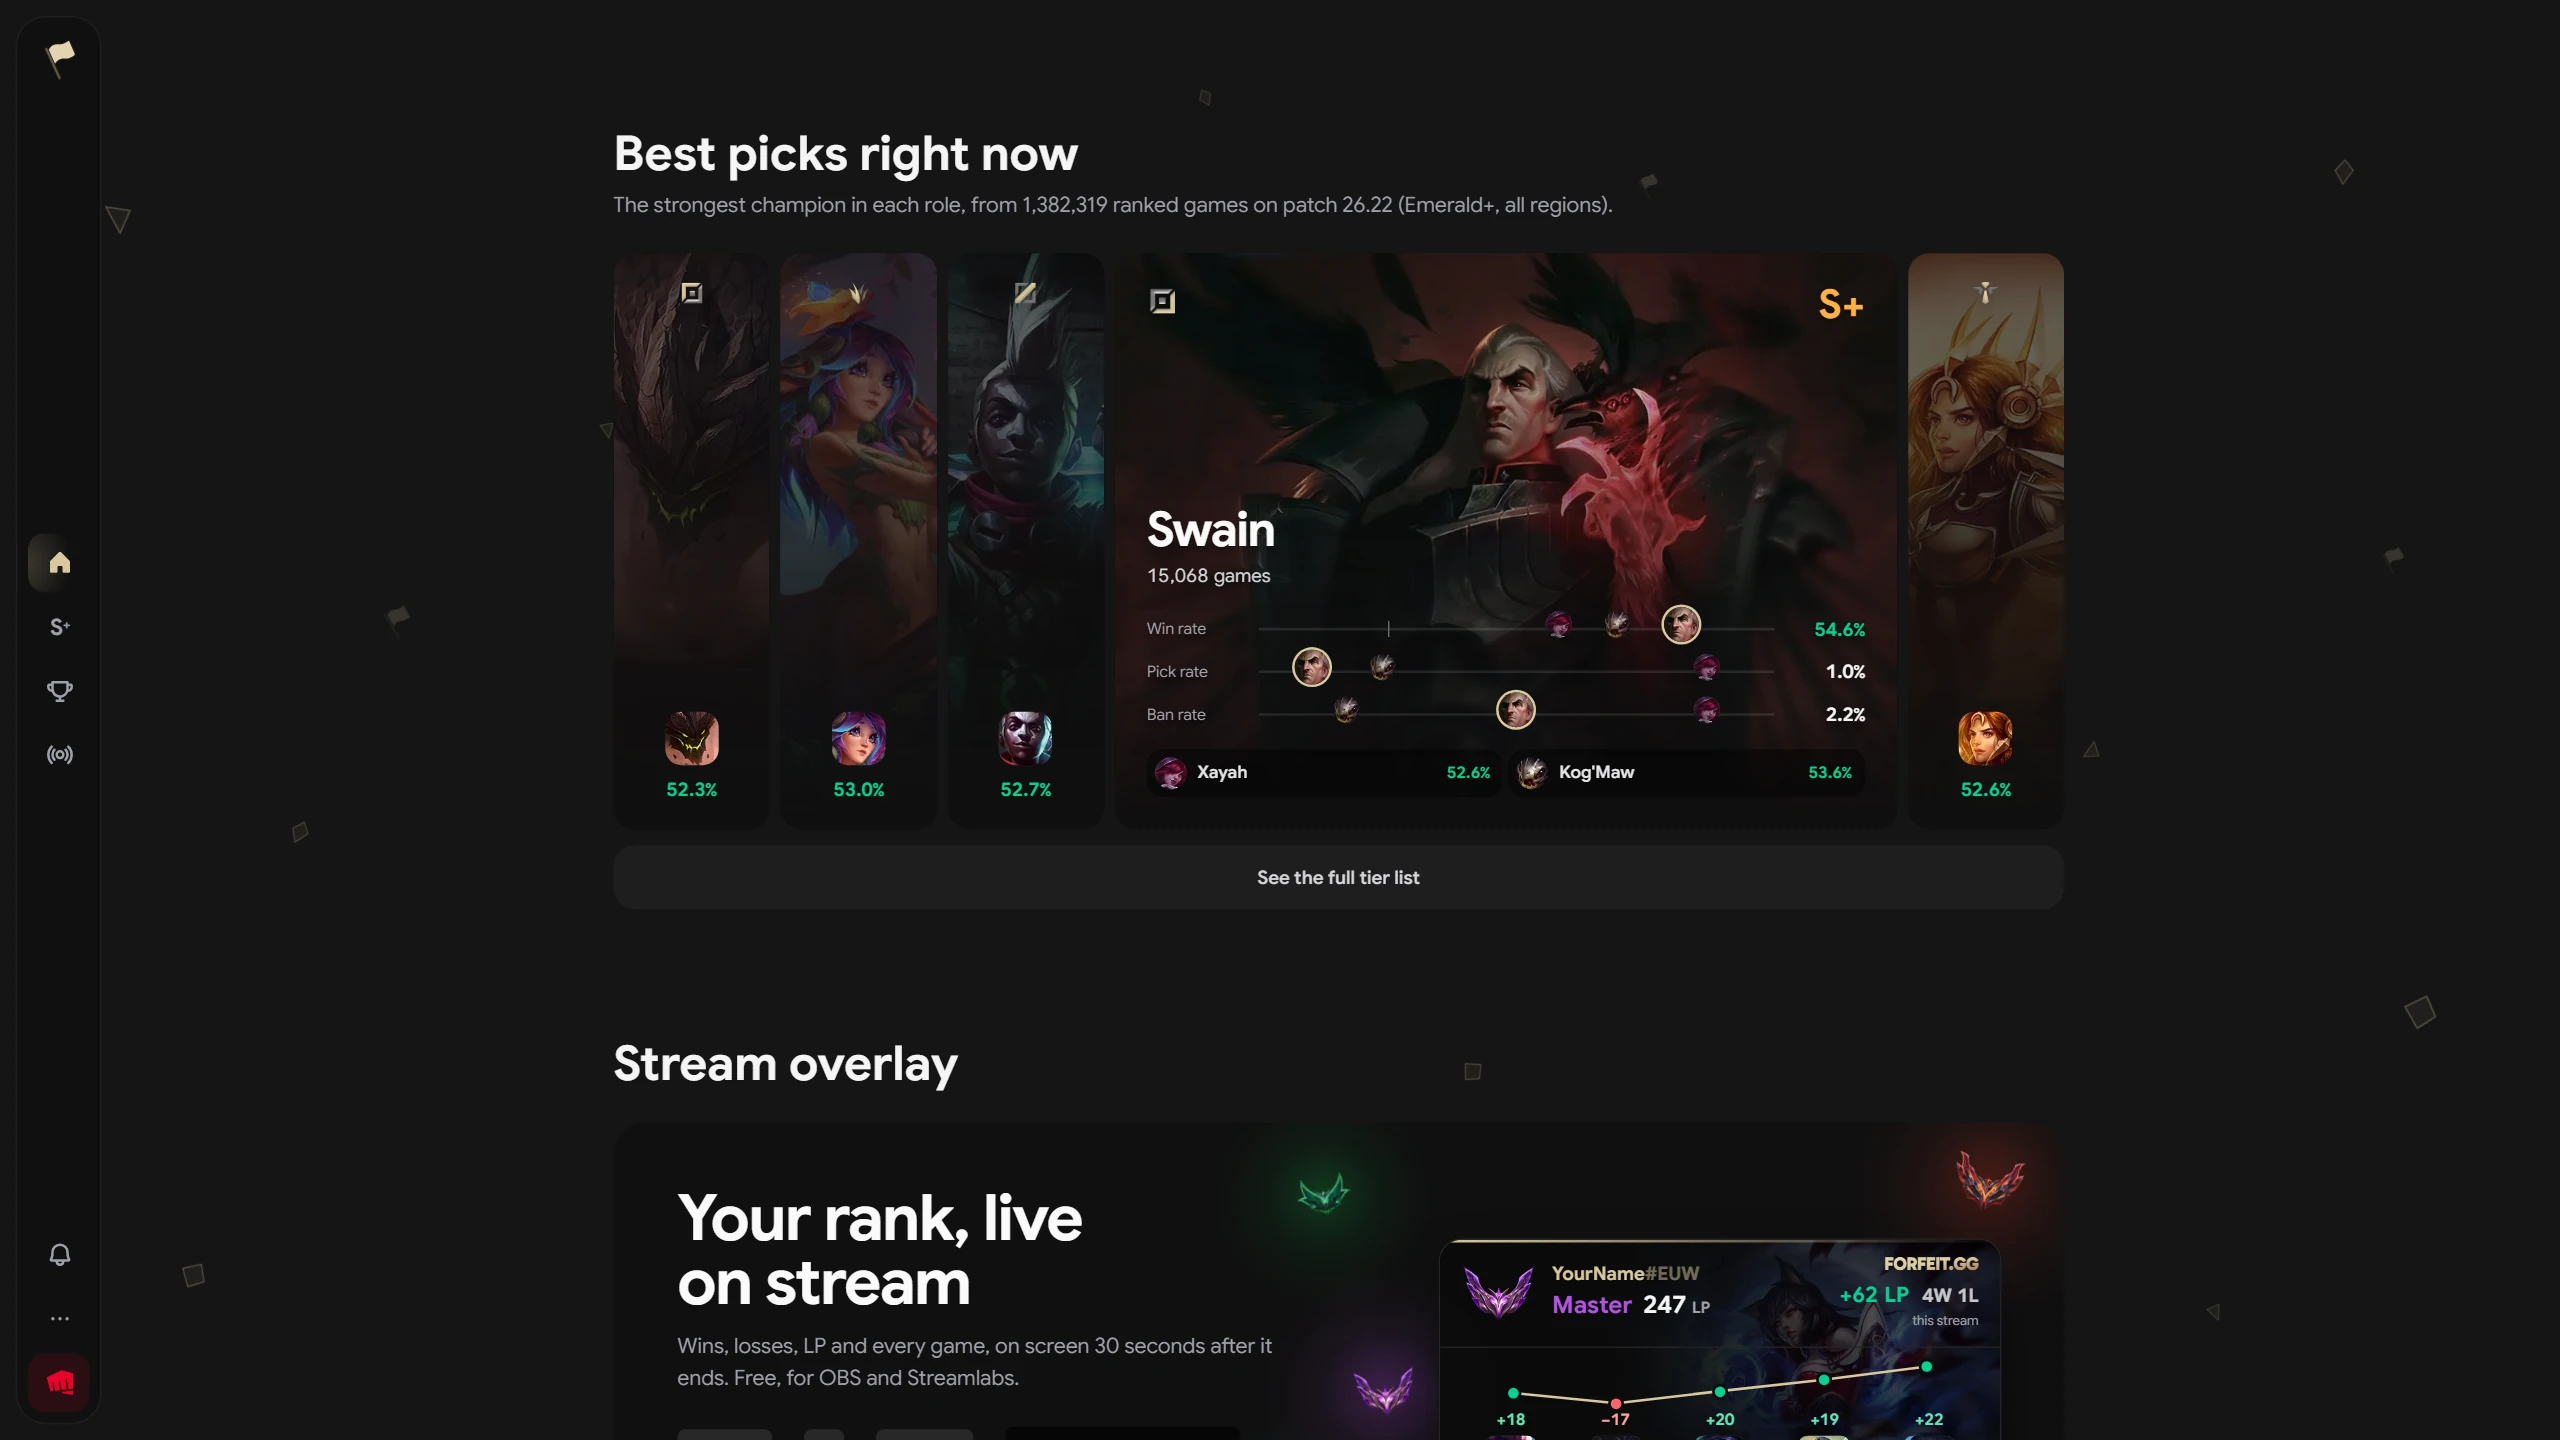 Best picks right now
The strongest champion in each role, from 1,382,319 ranked games on patch 26.22 (Emerald+, all regions).
S+
Swain
15,068 games
Win rate
54.6%
Pick rate
1.0%
Ban rate
2.2%
Xayah
52.6%
Kog'Maw
53.6%
52.3%
53.0%
52.7%
52.6%
See the full tier list
S+
Stream overlay
Your rank, live
on stream
Wins, losses, LP and every game, on screen 30 seconds after it
ends. Free, for OBS and Streamlabs.
YourName#EUW
Master 247 LP
FORFEIT.GG
+62 LP 4W 1L
this stream
+18
−17
+20
+19
+22